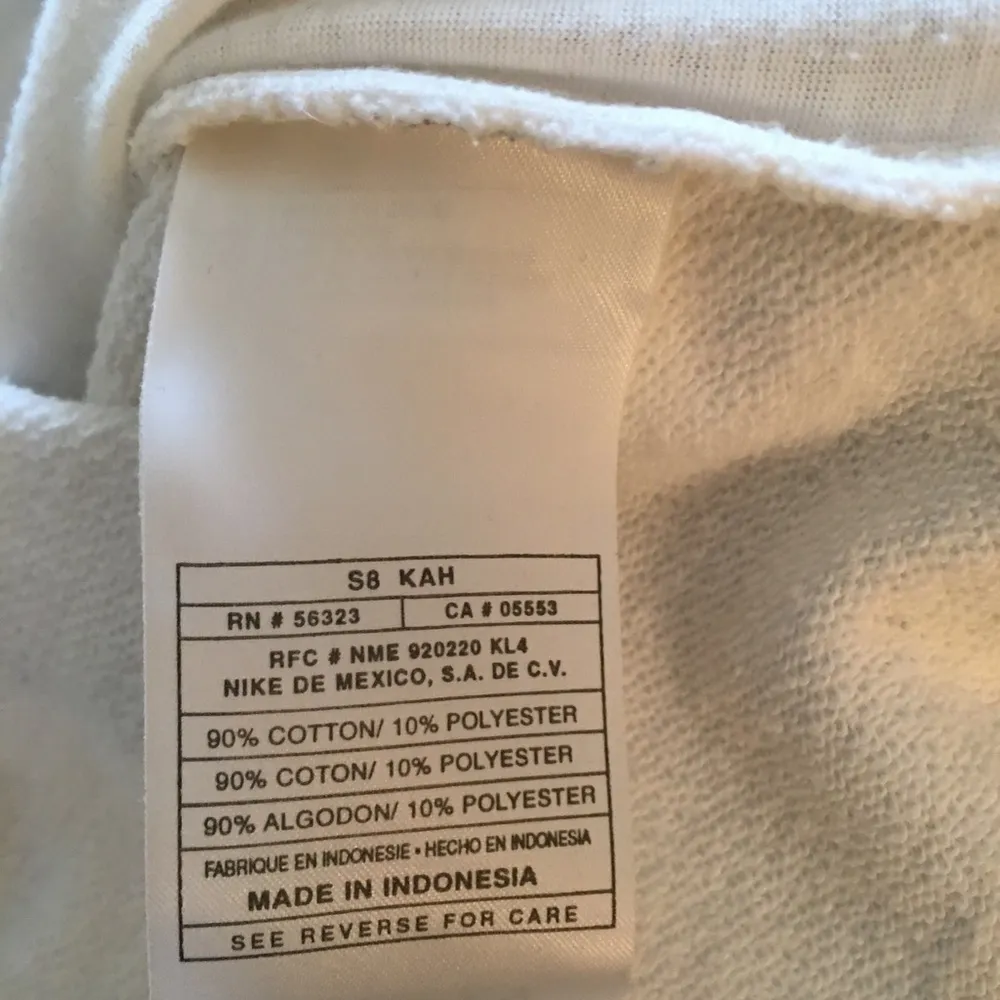 S8 KAH
RN # 56323 CA # 05553
RFC # NME 920220 KL4
NIKE DE MEXICO, S.A. DE C.V.
90% COTTON/ 10% POLYESTER
90% COTON/ 10% POLYESTER
90% ALGODON/ 10% POLYESTER
FABRIQUE EN INDONESIE • HECHO EN INDONESIA
MADE IN INDONESIA
SEE REVERSE FOR CARE